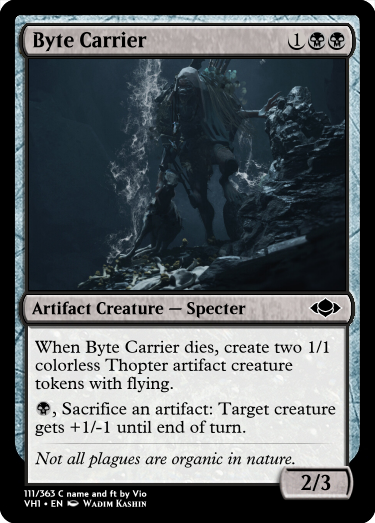 Byte Carrier 1
Artifact Creature — Specter
When Byte Carrier dies, create two 1/1
colorless Thopter artifact creature
tokens with flying.
, Sacrifice an artifact: Target creature
gets +1/-1 until end of turn.
Not all plagues are organic in nature.
2/3
111/363 C name and ft by Vio
VH1 • EN Wadim Kashin